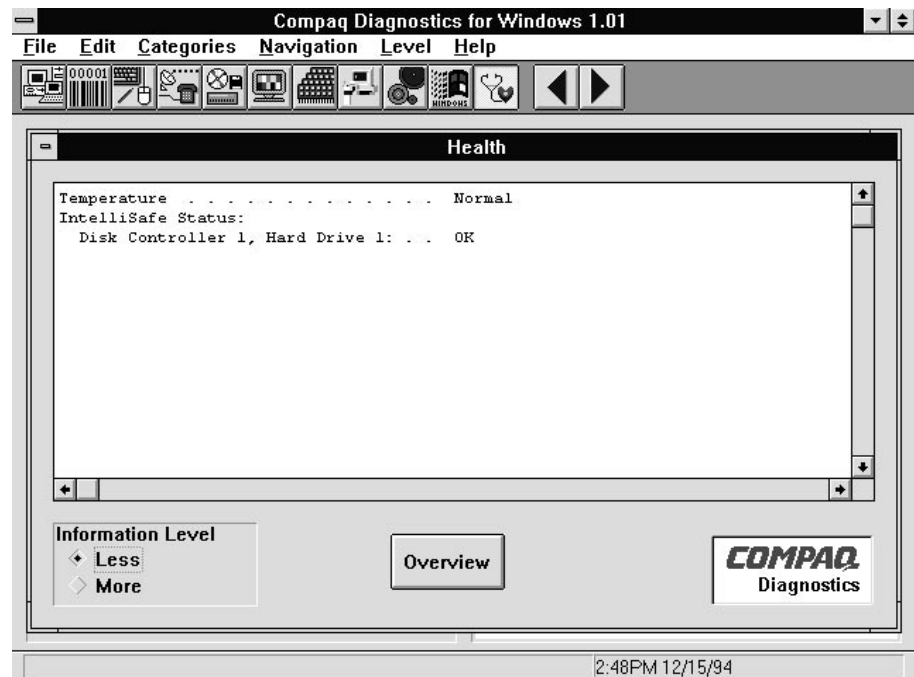 Compaq Diagnostics for Windows 1.01
File Edit Categories Navigation Level Help
00001
WINDOWS
Health
Temperature . . . . . . . . . . . . . Normal
IntelliSafe Status:
Disk Controller 1, Hard Drive 1: . . OK
Information Level
Less
More
Overview
COMPAQ
Diagnostics
2:48PM 12/15/94